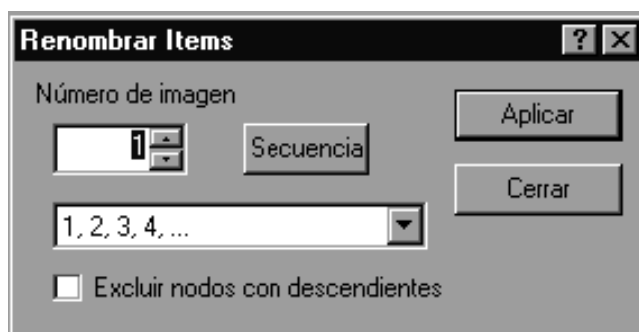 Renombrar Items
Número de imagen
Aplicar
1
Secuencia
Cerrar
1, 2, 3, 4, ...
Excluir nodos con descendientes